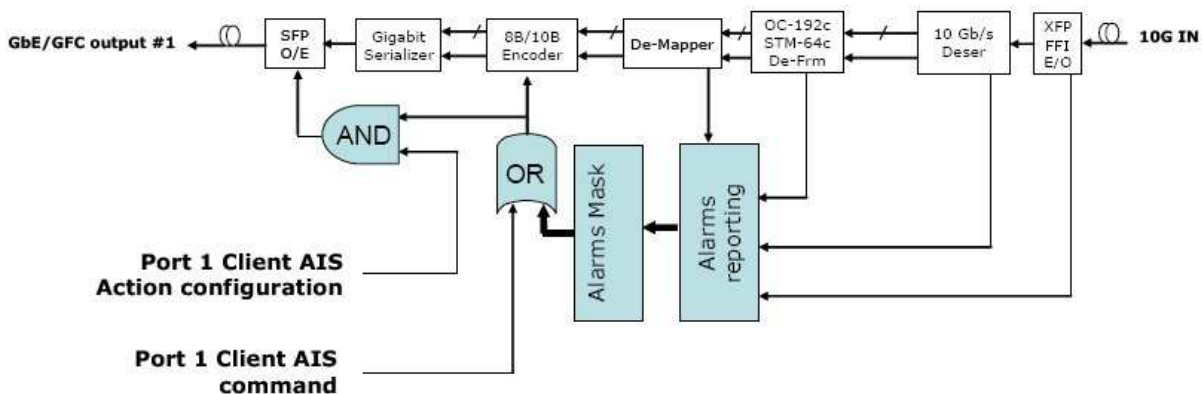 GbE/GFC output #1
SFP
O/E
Gigabit
Serializer
8B/10B
Encoder
De-Mapper
OC-192c
STM-64c
De-Frm
10 Gb/s
Deser
XFP
FFI
E/O
10G IN
AND
OR
Alarms Mask
Alarms
reporting
Port 1 Client AIS
Action configuration
Port 1 Client AIS
command